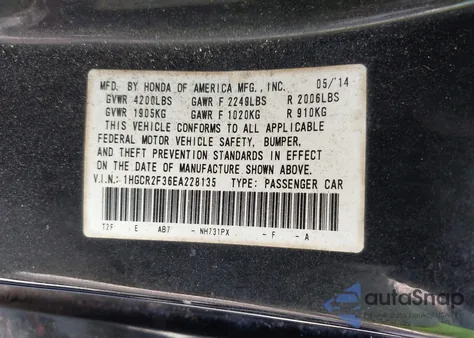 MFD. BY HONDA OF AMERICA MFG., INC. 05/14
GVWR 4200LBS GAWR F 2249LBS R 2006LBS
GVWR 1905KG GAWR F 1020KG R 910KG
THIS VEHICLE CONFORMS TO ALL APPLICABLE
FEDERAL MOTOR VEHICLE SAFETY, BUMPER,
AND THEFT PREVENTION STANDARDS IN EFFECT
ON THE DATE OF MANUFACTURE SHOWN ABOVE.
V.I.N.: 1HGCR2F36EA228135 TYPE: PASSENGER CAR
T2F E AB7 - NH731PX - F - A
autoSnap